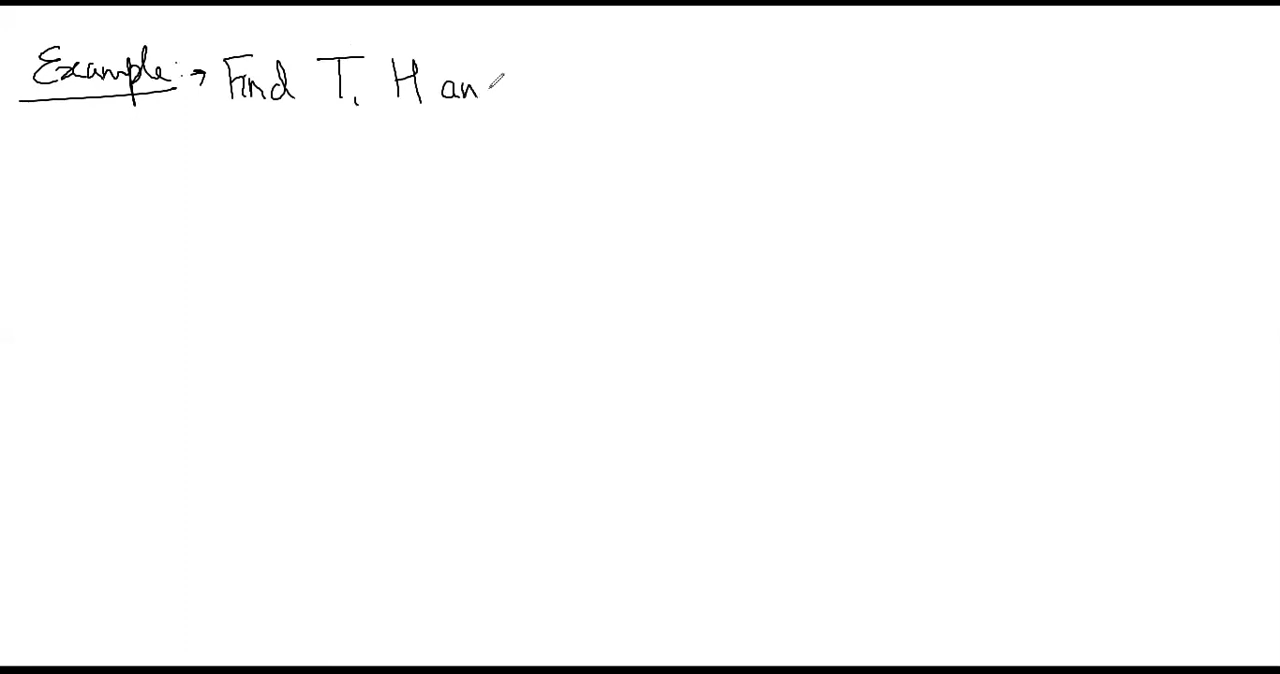 Example :→ Find T, H an